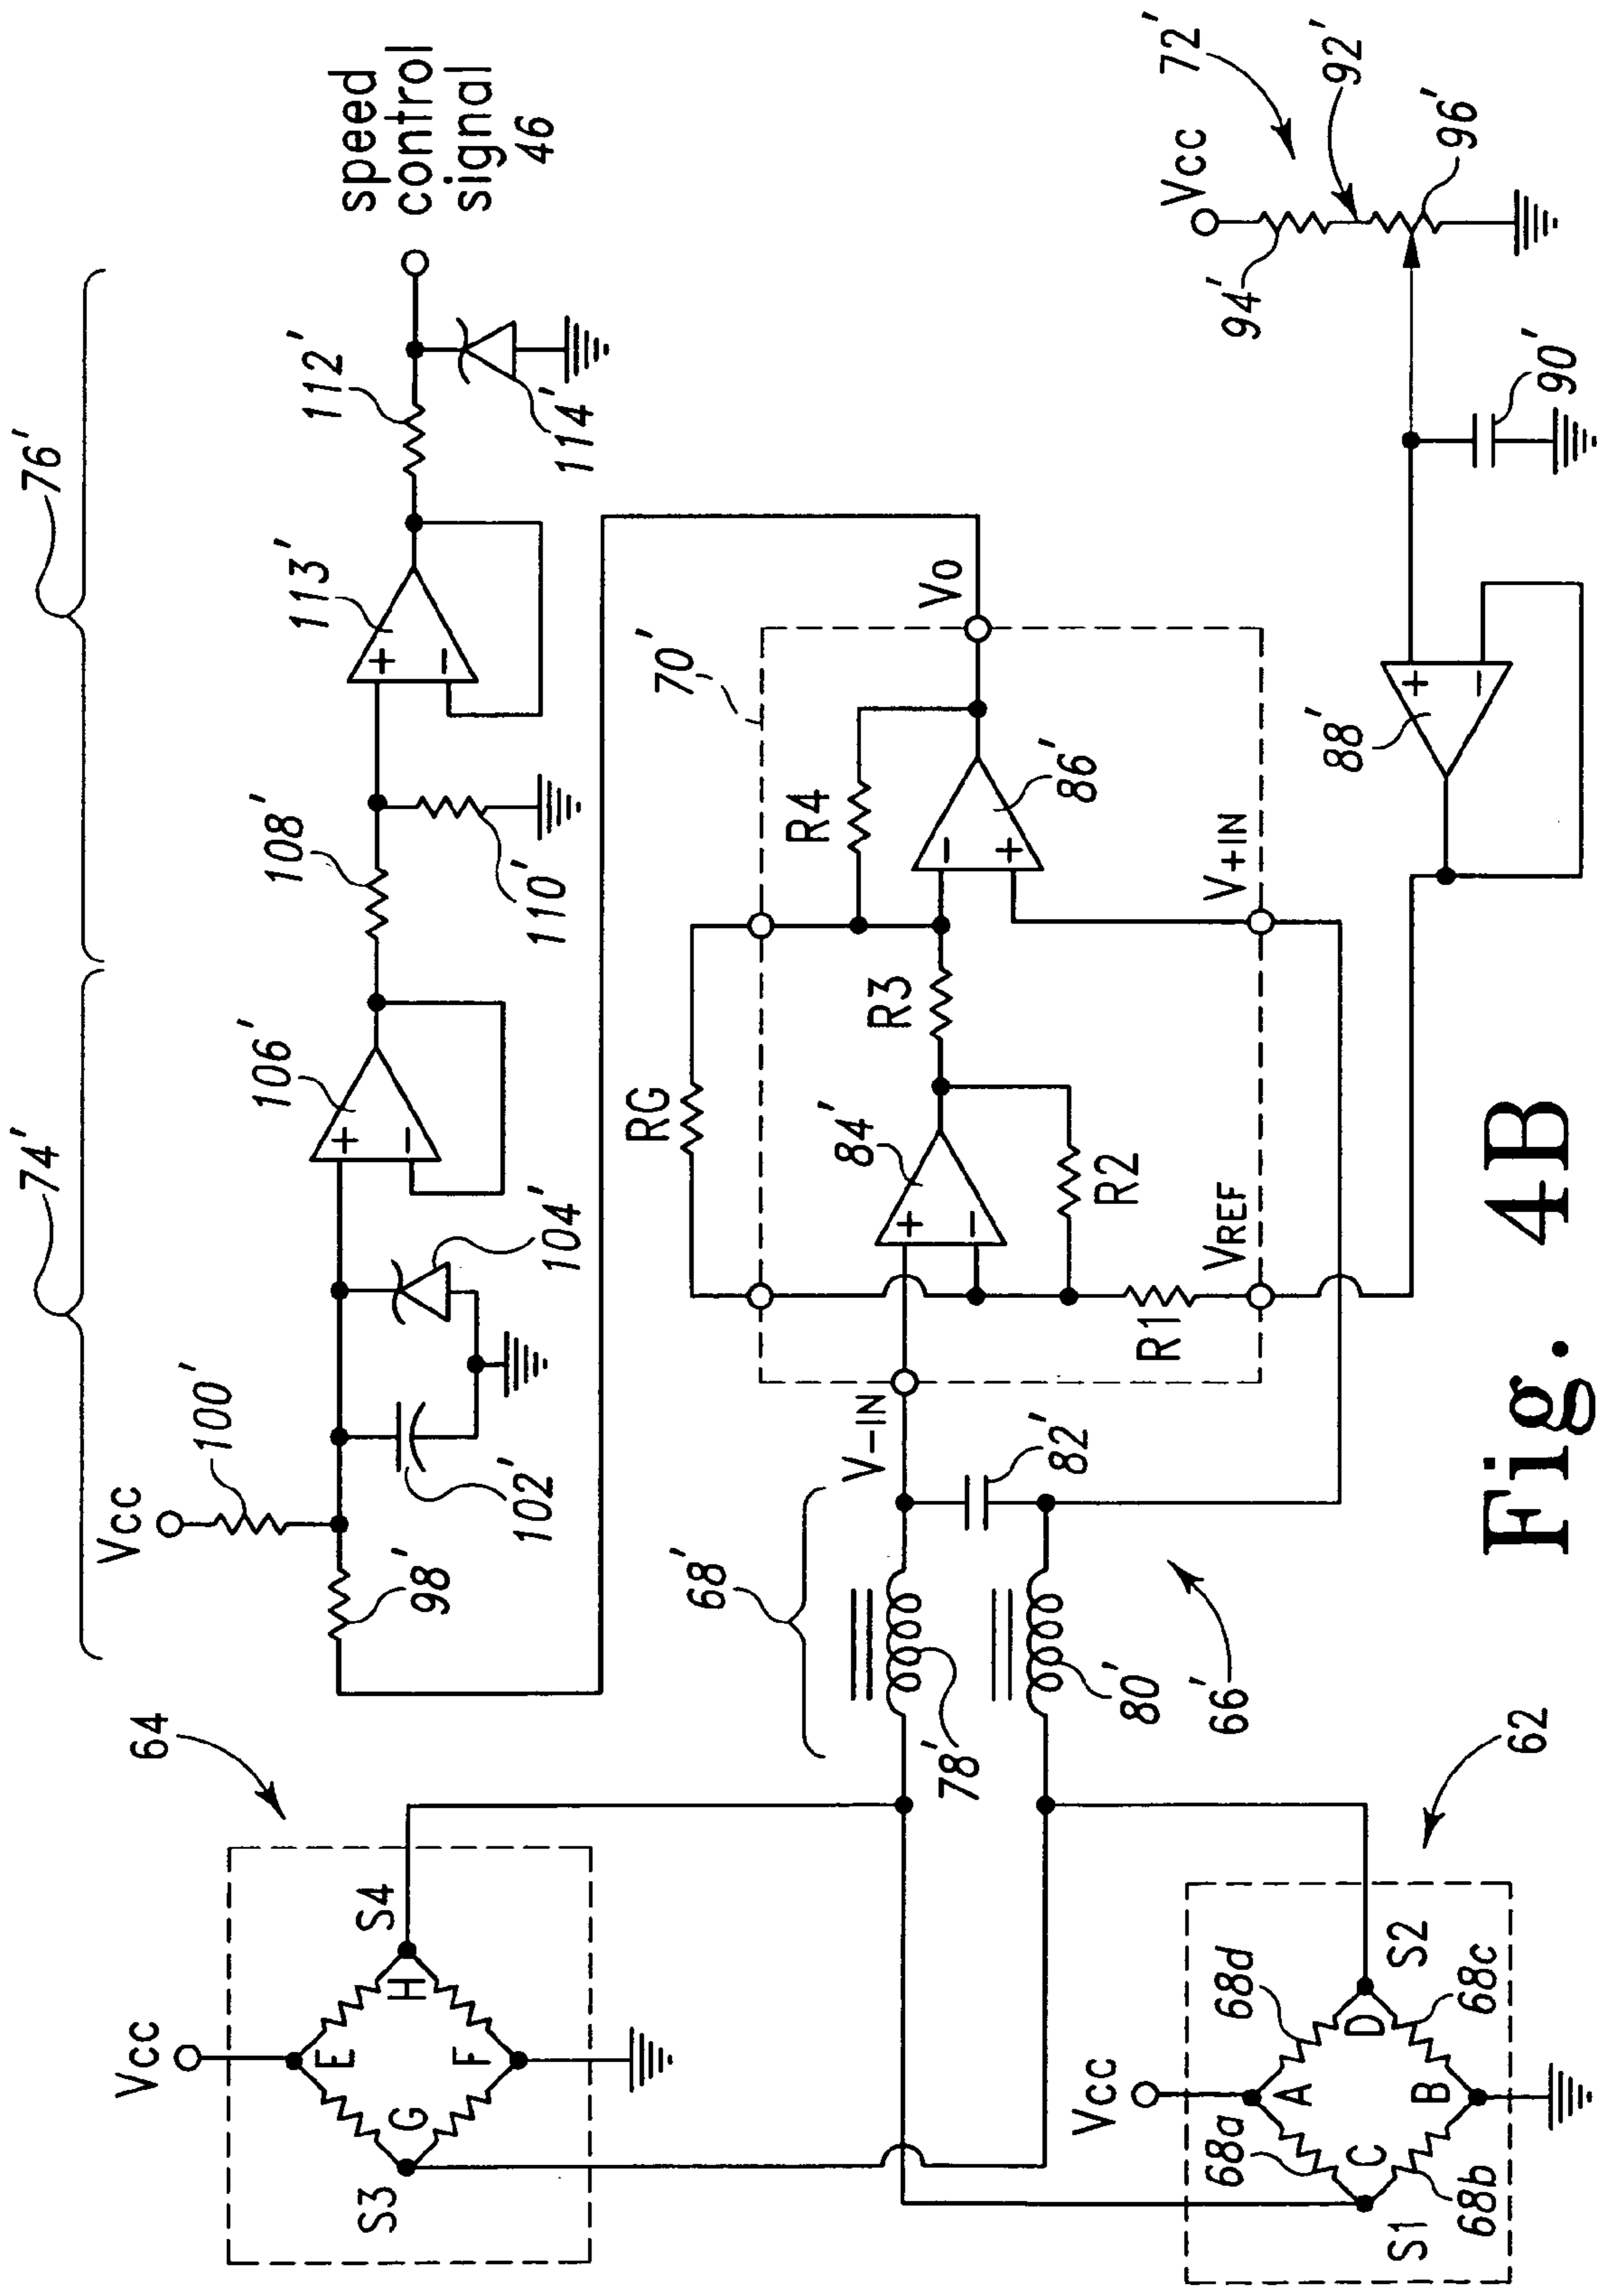 76'
74'
speed
control
signal
46
112'
113'
114'
108'
110'
106'
104'
100'
Vcc
102'
98'
64
Vcc
S4
H
E
F
G
S3
72'
Vcc
92'
94'
96'
90'
88'
70'
Vo
R4
86'
+
-
V+IN
RG
R3
84'
R2
VREF
R1
V-IN
82'
68'
78'
80'
66'
62
Vcc
68d
S2
A
D
68a
68c
C
B
S1
68b
+
-
+
-
+
-
+
-
Fig. 4B